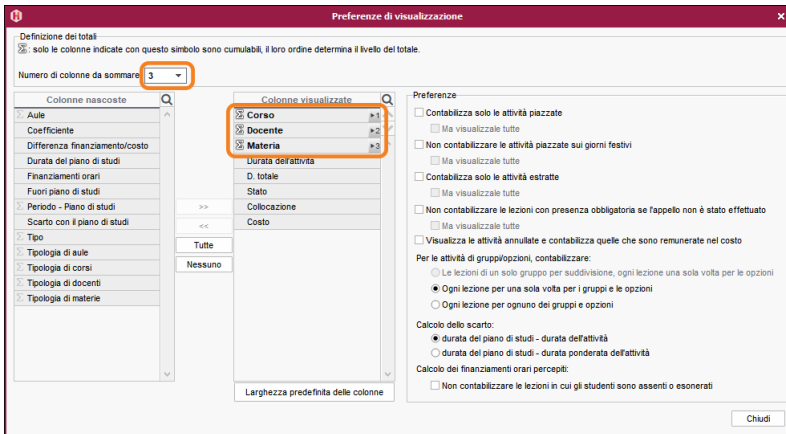 Preferenze di visualizzazione
Definizione dei totali
Σ: solo le colonne indicate con questo simbolo sono cumulabili, il loro ordine determina il livello del totale.
Numero di colonne da sommare 3
Colonne nascoste
Σ Aule
Coefficiente
Differenza finanziamento/costo
Durata del piano di studi
Finanziamenti orari
Fuori piano di studi
Σ Periodo - Piano di studi
Scarto con il piano di studi
Σ Tipo
Σ Tipologia di aule
Σ Tipologia di corsi
Σ Tipologia di docenti
Σ Tipologia di materie
>>
<<
Tutte
Nessuno
Colonne visualizzate
Σ Corso 1
Σ Docente 2
Σ Materia 3
Durata dell'attività
D. totale
Stato
Collocazione
Costo
Larghezza predefinita delle colonne
Preferenze
Contabilizza solo le attività piazzate
Ma visualizzale tutte
Non contabilizzare le attività piazzate sui giorni festivi
Ma visualizzale tutte
Contabilizza solo le attività estratte
Ma visualizzale tutte
Non contabilizzare le lezioni con presenza obbligatoria se l'appello non è stato effettuato
Ma visualizzale tutte
Visualizza le attività annullate e contabilizza quelle che sono remunerate nel costo
Per le attività di gruppi/opzioni, contabilizzare:
Le lezioni di un solo gruppo per suddivisione, ogni lezione una sola volta per le opzioni
Ogni lezione per una sola volta per i gruppi e le opzioni
Ogni lezione per ognuno dei gruppi e opzioni
Calcolo dello scarto:
durata del piano di studi - durata dell'attività
durata del piano di studi - durata ponderata dell'attività
Calcolo dei finanziamenti orari percepiti:
Non contabilizzare le lezioni in cui gli studenti sono assenti o esonerati
Chiudi